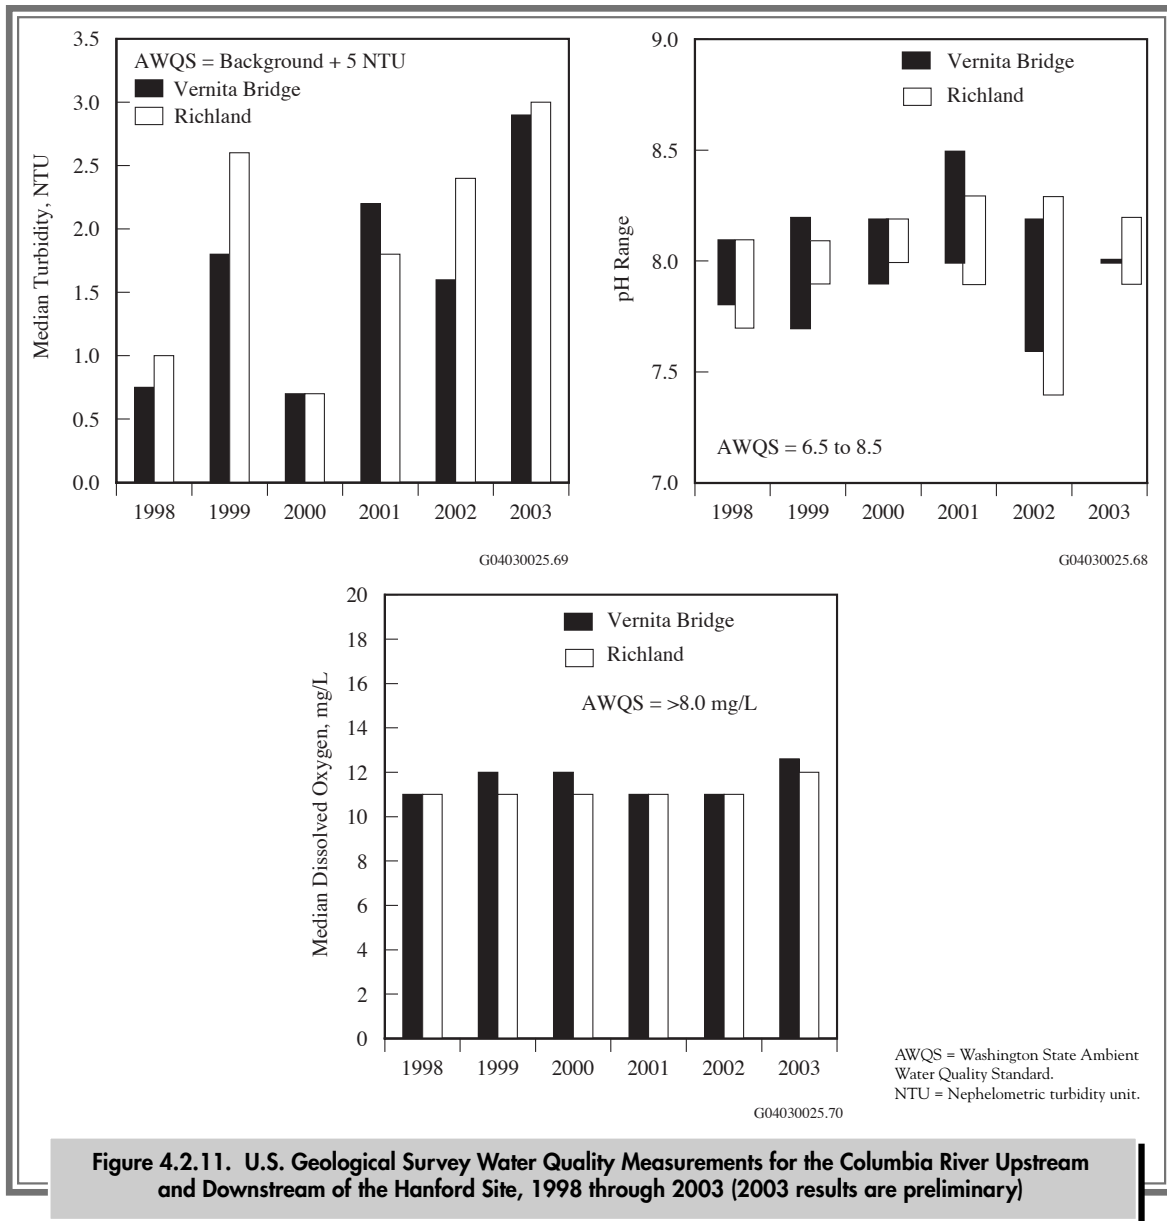 AWQS = Background + 5 NTU
Vernita Bridge
Richland
Median Turbidity, NTU
3.5
3.0
2.5
2.0
1.5
1.0
0.5
0.0
1998 1999 2000 2001 2002 2003
G04030025.69
Vernita Bridge
Richland
pH Range
9.0
8.5
8.0
7.5
7.0
AWQS = 6.5 to 8.5
1998 1999 2000 2001 2002 2003
G04030025.68
Vernita Bridge
Richland
AWQS = >8.0 mg/L
Median Dissolved Oxygen, mg/L
20
18
16
14
12
10
8
6
4
2
0
1998 1999 2000 2001 2002 2003
G04030025.70
AWQS = Washington State Ambient
Water Quality Standard.
NTU = Nephelometric turbidity unit.
Figure 4.2.11. U.S. Geological Survey Water Quality Measurements for the Columbia River Upstream
and Downstream of the Hanford Site, 1998 through 2003 (2003 results are preliminary)